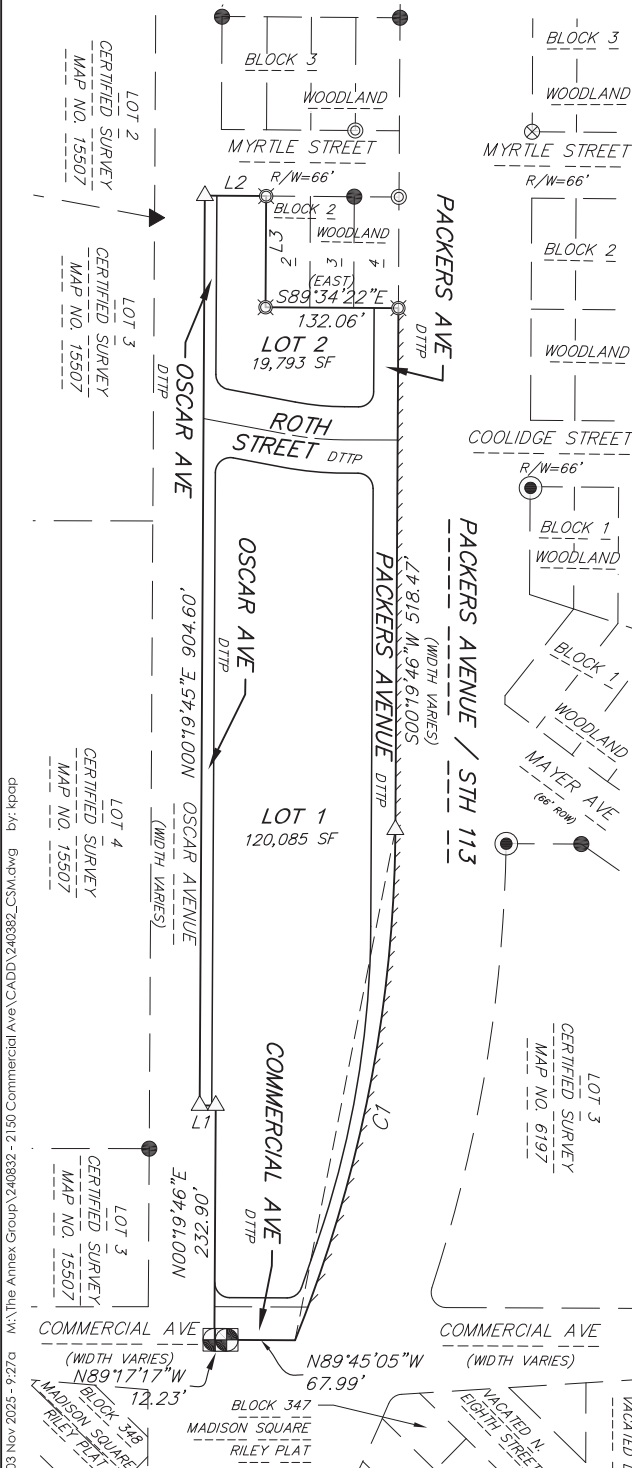 BLOCK 3
WOODLAND
MYRTLE STREET
R/W=66'
BLOCK 3
WOODLAND
MYRTLE STREET
R/W=66'
LOT 2
CERTIFIED SURVEY
MAP NO. 15507
L2
BLOCK 2
WOODLAND
L3
2
3
4
(EAST)
S89°34'22"E
132.06'
LOT 2
19,793 SF
PACKERS AVE
DTTP
BLOCK 2
WOODLAND
LOT 3
CERTIFIED SURVEY
MAP NO. 15507
OSCAR AVE
DTTP
ROTH
STREET DTTP
COOLIDGE STREET
R/W=66'
BLOCK 1
WOODLAND
BLOCK 1
WOODLAND
MAYER AVE
(66' ROW)
PACKERS AVENUE / STH 113
(WIDTH VARIES)
S00°19'46"W 518.47'
PACKERS AVENUE DTTP
OSCAR AVE
DTTP
N00°19'45"E 904.60'
OSCAR AVENUE
(WIDTH VARIES)
LOT 1
120,085 SF
LOT 4
CERTIFIED SURVEY
MAP NO. 15507
C1
LOT 3
CERTIFIED SURVEY
MAP NO. 6197
L1
COMMERCIAL AVE
DTTP
N00°19'46"E
232.90'
LOT 3
CERTIFIED SURVEY
MAP NO. 15507
COMMERCIAL AVE
(WIDTH VARIES)
N89°17'17"W
12.23'
N89°45'05"W
67.99'
COMMERCIAL AVE
(WIDTH VARIES)
BLOCK 348
MADISON SQUARE
RILEY PLAT
BLOCK 347
MADISON SQUARE
RILEY PLAT
VACATED N.
EIGHTH STREET
VACATED
03 Nov 2025 - 9:27a M:\The Annex Group\240832 - 2150 Commercial Ave\CADD\240382_CSM.dwg by: kpap